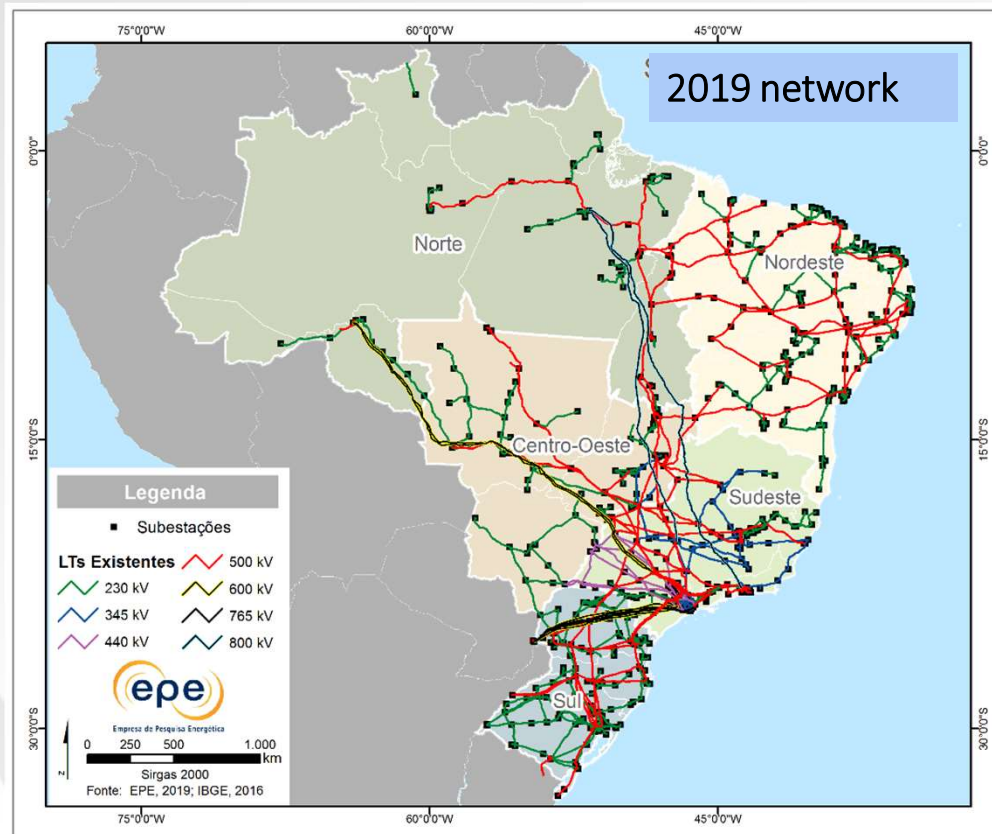 75°0'0"W 60°0'0"W 45°0'0"W
2019 network
0°0'0"
0°0'0"
Norte
Nordeste
15°0'0"S
15°0'0"S
Centro-Oeste
Sudeste
Sul
30°0'0"S
30°0'0"S
Legenda
Subestações
LTs Existentes
230 kV
345 kV
440 kV
500 kV
600 kV
765 kV
800 kV
epe
Empresa de Pesquisa Energética
0 250 500 1.000
km
Sirgas 2000
Fonte: EPE, 2019; IBGE, 2016
N
75°0'0"W 60°0'0"W 45°0'0"W